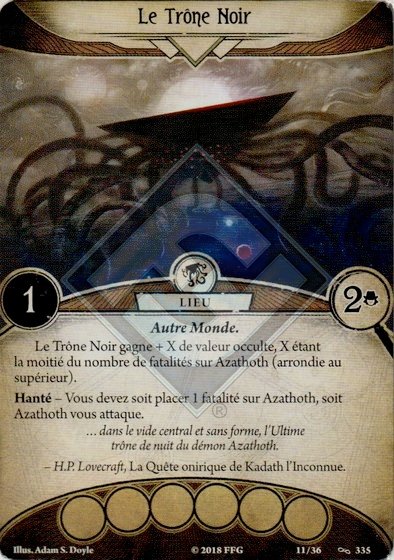 Le Trône Noir
1
LIEU
2
Autre Monde.
Le Trône Noir gagne + X de valeur occulte, X étant
la moitié du nombre de fatalités sur Azathoth (arrondie au
supérieur).
Hanté – Vous devez soit placer 1 fatalité sur Azathoth, soit
Azathoth vous attaque.
… dans le vide central et sans forme, l'Ultime
trône de nuit du démon Azathoth.
– H.P. Lovecraft, La Quête onirique de Kadath l'Inconnue.
Illus. Adam S. Doyle © 2018 FFG 11/36 335